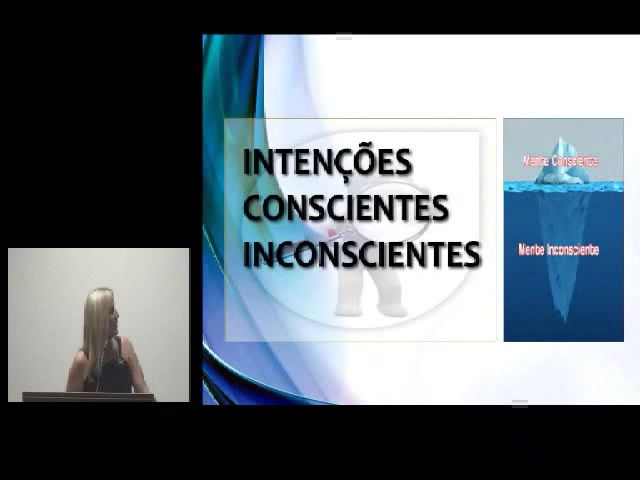 INTENÇÕES
CONSCIENTES
INCONSCIENTES
Mente Consciente
Mente Inconsciente